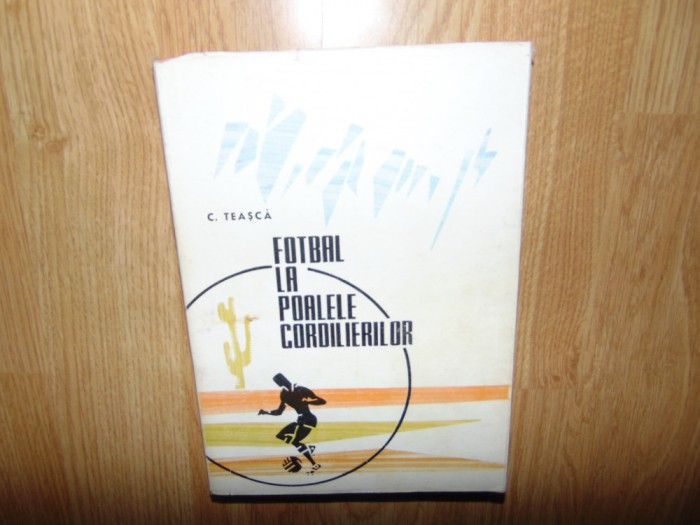 C. TEAȘCĂ
FOTBAL
LA
POALELE
CORDILIERILOR